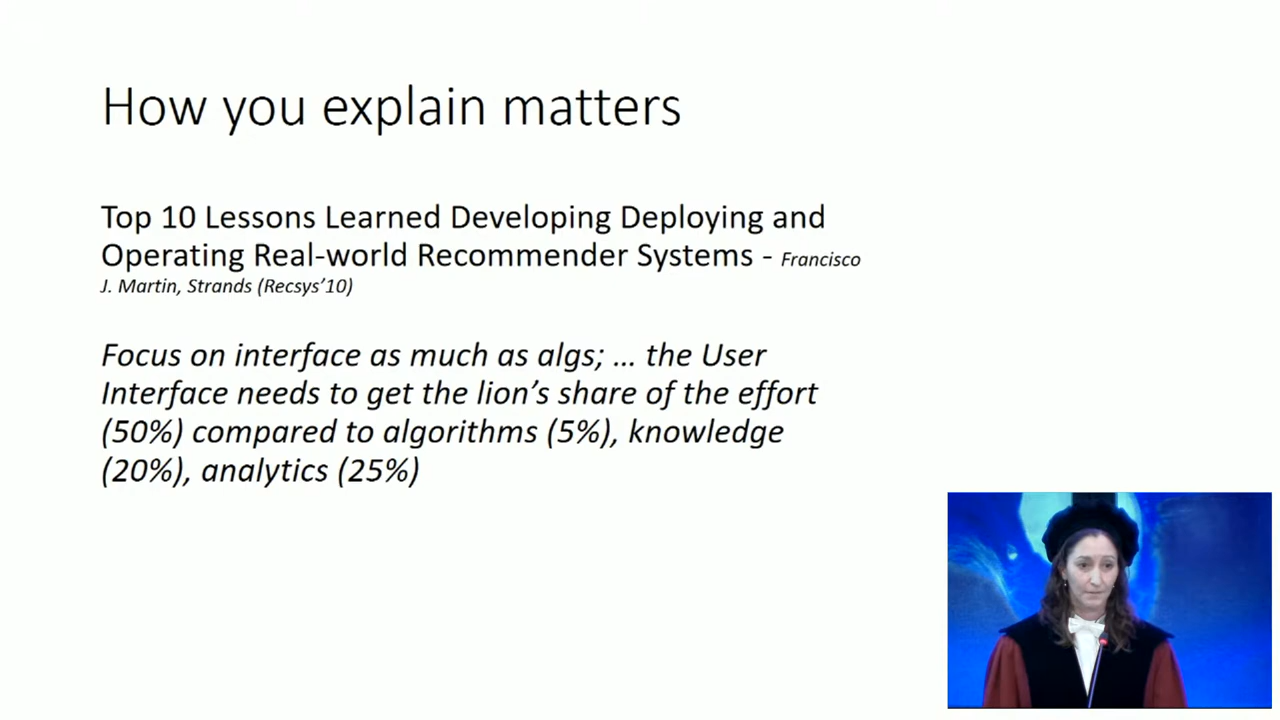 How you explain matters
Top 10 Lessons Learned Developing Deploying and
Operating Real-world Recommender Systems - Francisco
J. Martin, Strands (Recsys’10)
Focus on interface as much as algs; … the User
Interface needs to get the lion’s share of the effort
(50%) compared to algorithms (5%), knowledge
(20%), analytics (25%)